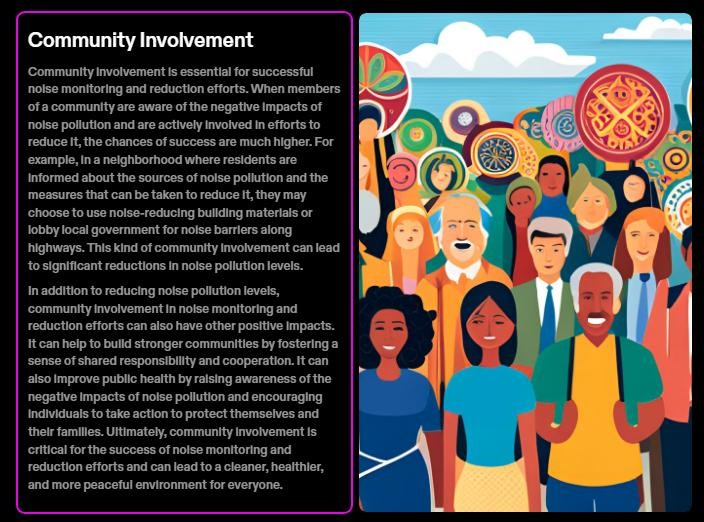 Community Involvement
Community involvement is essential for successful
noise monitoring and reduction efforts. When members
of a community are aware of the negative impacts of
noise pollution and are actively involved in efforts to
reduce it, the chances of success are much higher. For
example, in a neighborhood where residents are
informed about the sources of noise pollution and the
measures that can be taken to reduce it, they may
choose to use noise-reducing building materials or
lobby local government for noise barriers along
highways. This kind of community involvement can lead
to significant reductions in noise pollution levels.
In addition to reducing noise pollution levels,
community involvement in noise monitoring and
reduction efforts can also have other positive impacts.
It can help to build stronger communities by fostering a
sense of shared responsibility and cooperation. It can
also improve public health by raising awareness of the
negative impacts of noise pollution and encouraging
individuals to take action to protect themselves and
their families. Ultimately, community involvement is
critical for the success of noise monitoring and
reduction efforts and can lead to a cleaner, healthier,
and more peaceful environment for everyone.